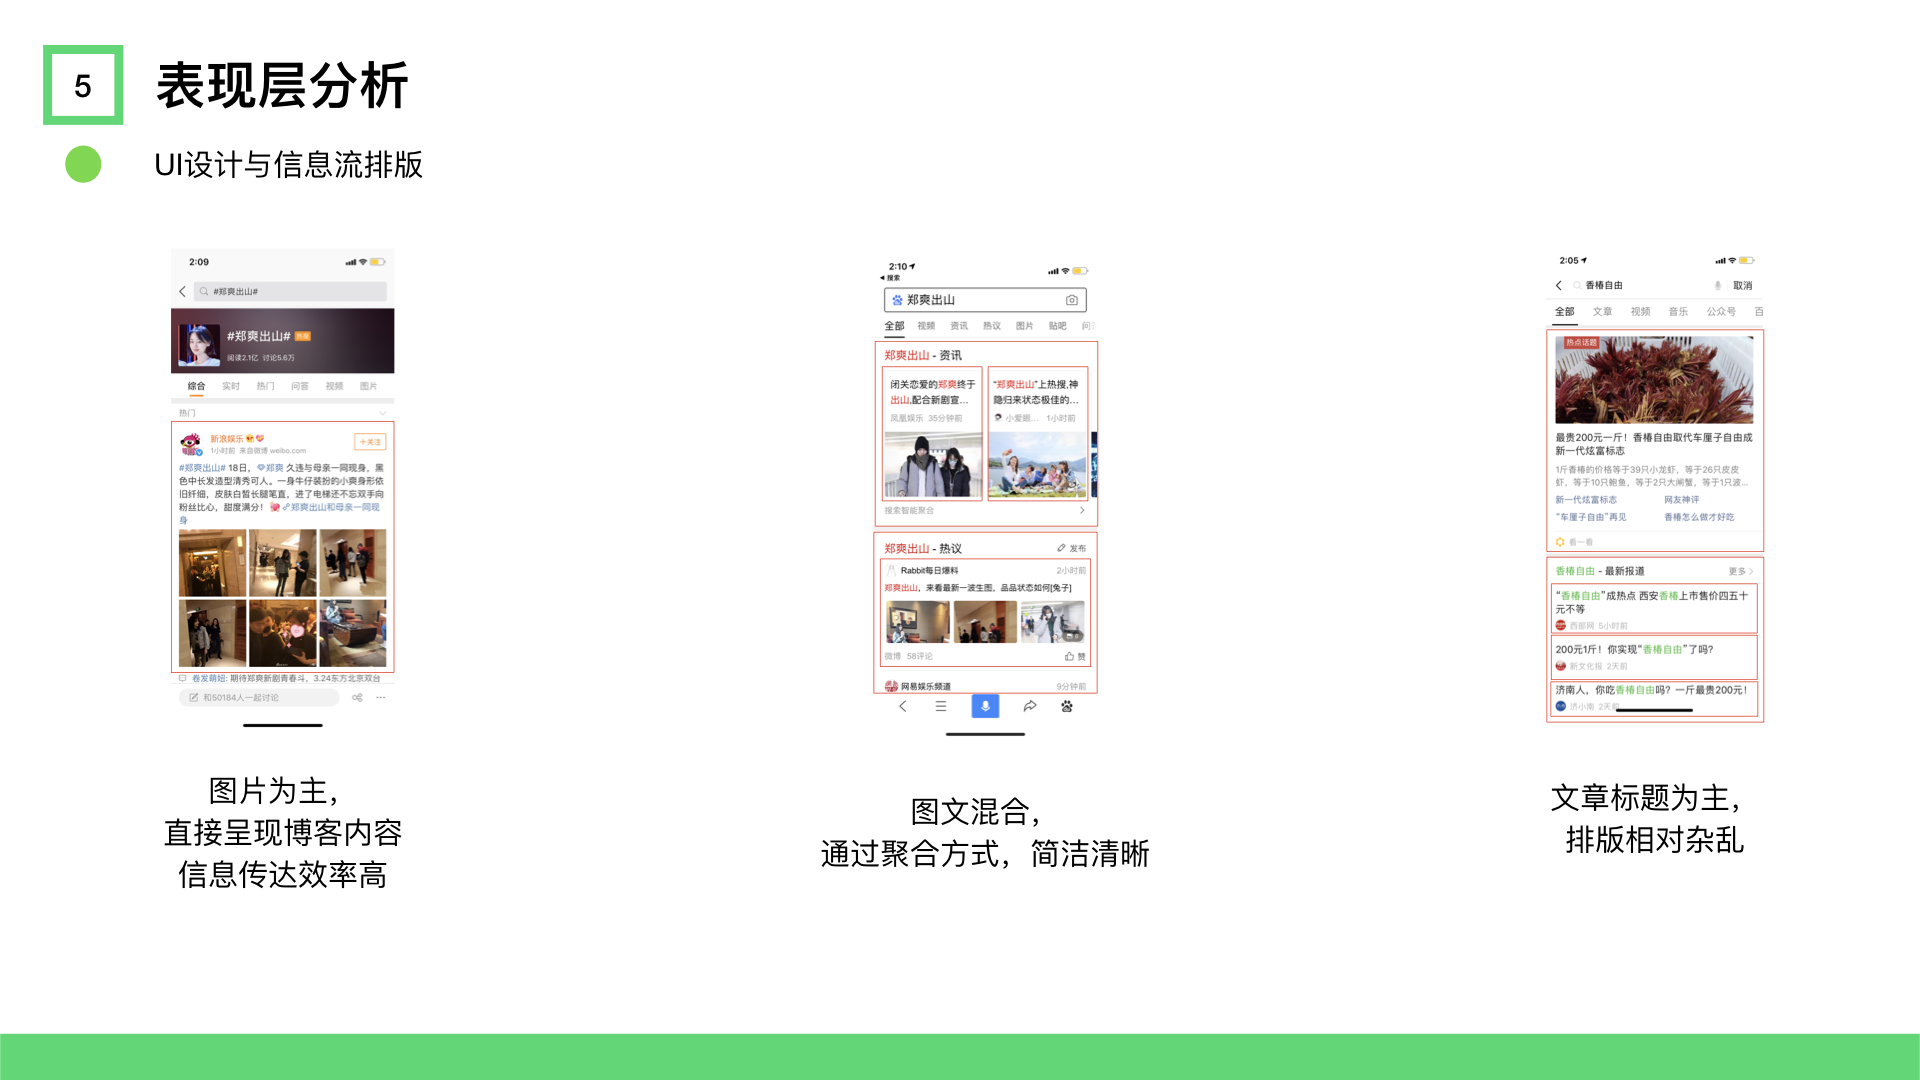 5
表现层分析
UI设计与信息流排版
2:09
#郑爽出山#
#郑爽出山# 热搜
阅读2.1亿 讨论5.6万
综合 实时 热门 问答 视频 图片
热门
新浪娱乐
+关注
1小时前 来自微博 weibo.com
#郑爽出山# 18日，郑爽 久违与母亲一同现身，黑
色中长发造型清秀可人。一身牛仔装扮的小爽身形依
旧纤细，皮肤白皙长腿笔直，进了电梯还不忘双手向
粉丝比心，甜度满分！郑爽出山和母亲一同现
身
卷发萌妞: 期待郑爽新剧青春斗，3.24东方北京双台
和50184人一起讨论
2:10
搜索
郑爽出山
全部 视频 资讯 热议 图片 贴吧 问
郑爽出山 - 资讯
闭关恋爱的郑爽终于
出山,配合新剧宣...
凤凰娱乐 35分钟前
“郑爽出山”上热搜,神
隐归来状态极佳的...
小爱眼... 1小时前
搜索智能聚合
郑爽出山 - 热议
发布
Rabbit每日爆料
2小时前
郑爽出山，来看最新一波生图，品品状态如何[兔子]
微博 58评论
赞
网易娱乐频道
9分钟前
2:05
香椿自由
取消
全部 文章 视频 音乐 公众号 百
热点话题
最贵200元一斤！香椿自由取代车厘子自由成
新一代炫富标志
1斤香椿的价格等于39只小龙虾，等于26只皮皮
虾，等于10只鲍鱼，等于2只大闸蟹，等于1只波...
新一代炫富标志 网友神评
“车厘子自由”再见 香椿怎么做才好吃
看一看
香椿自由 - 最新报道
更多
“香椿自由”成热点 西安香椿上市售价四五十
元不等
西部网 5小时前
200元1斤！你实现“香椿自由”了吗?
新文化报 2天前
济南人，你吃香椿自由吗？一斤最贵200元！
济小南 2天前
图片为主，
直接呈现博客内容
信息传达效率高
图文混合，
通过聚合方式，简洁清晰
文章标题为主，
排版相对杂乱